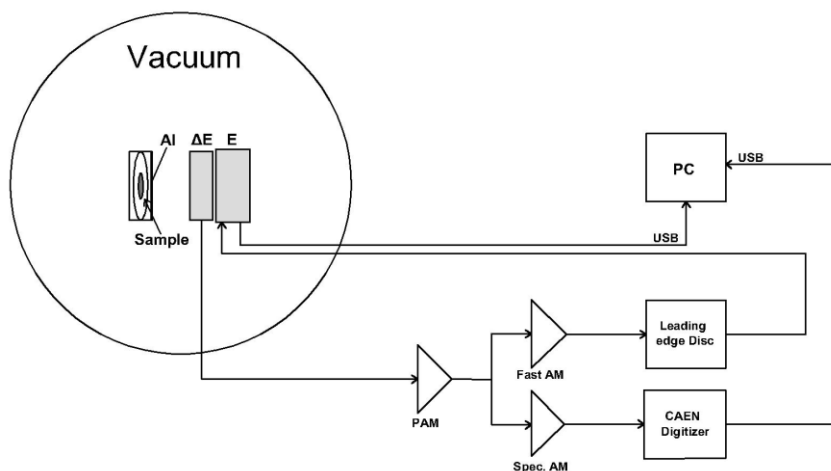 Vacuum
Al
ΔE
E
Sample
PC
USB
USB
Leading
edge Disc
Fast AM
PAM
CAEN
Digitizer
Spec. AM